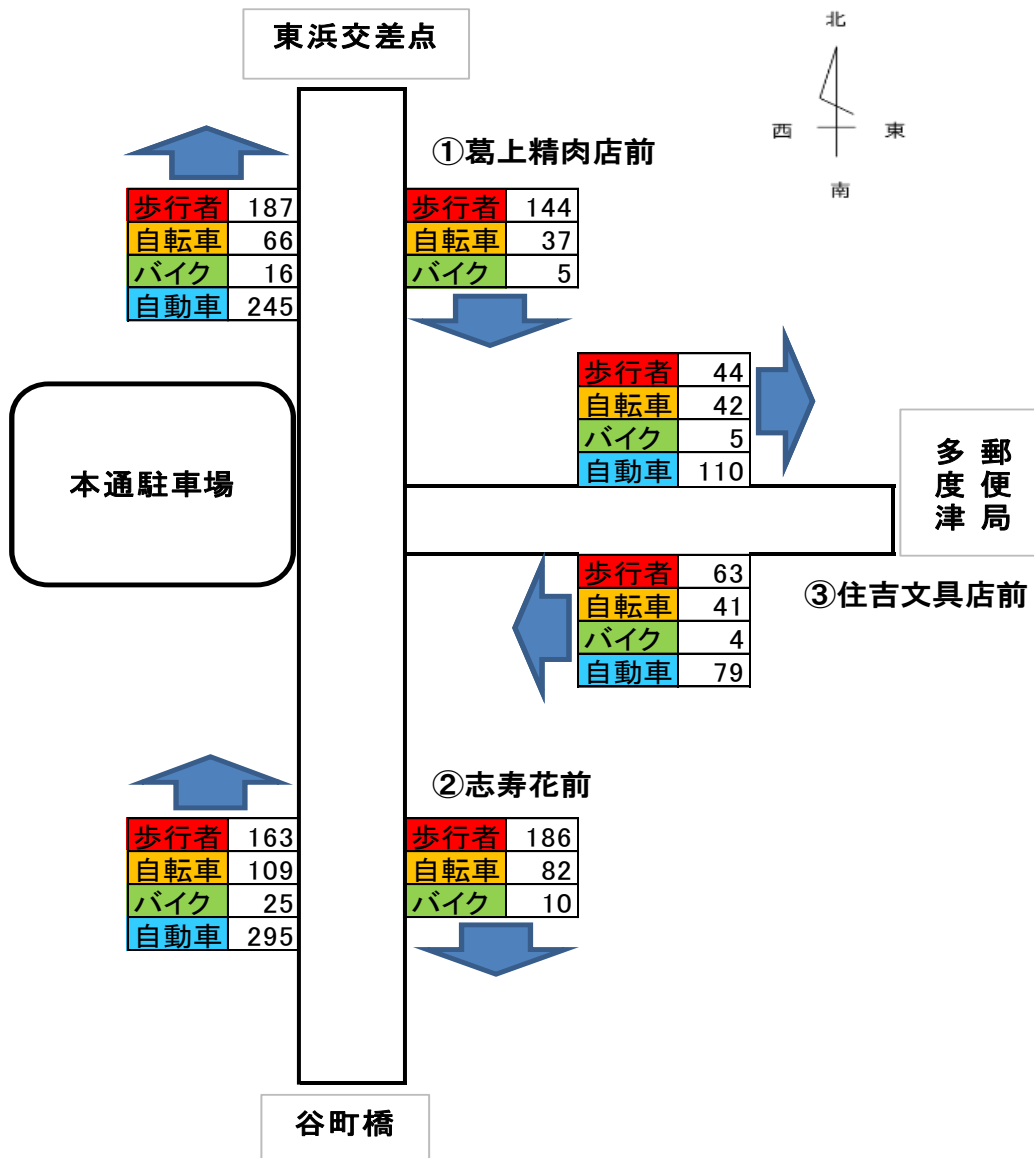 東浜交差点
北
西 東
南
①葛上精肉店前
歩行者 187
自転車 66
バイク 16
自動車 245
歩行者 144
自転車 37
バイク 5
歩行者 44
自転車 42
バイク 5
自動車 110
本通駐車場
多度津
郵便局
歩行者 63
自転車 41
バイク 4
自動車 79
③住吉文具店前
②志寿花前
歩行者 163
自転車 109
バイク 25
自動車 295
歩行者 186
自転車 82
バイク 10
谷町橋